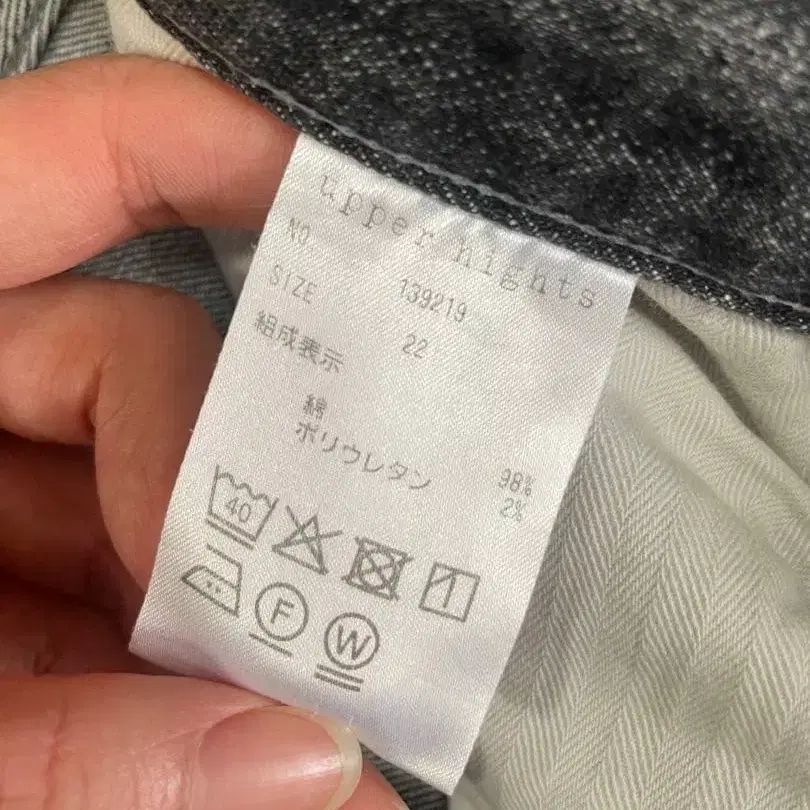 upper hights
NO. 139219
SIZE 22
組成表示
綿 98%
ポリウレタン 2%
40
F W